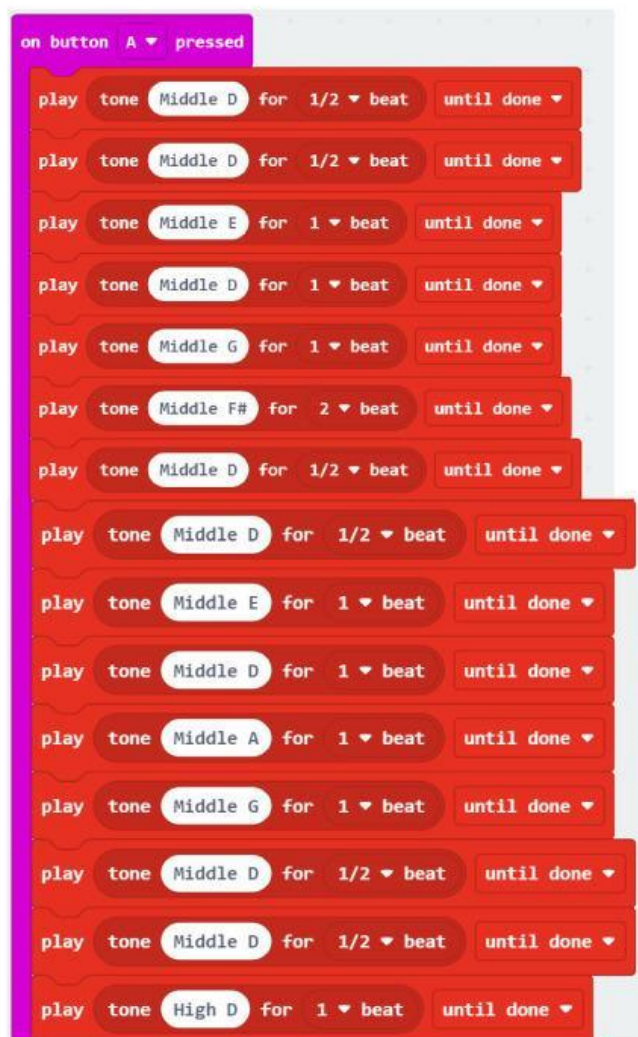 on button A pressed
play tone Middle D for 1/2 beat until done
play tone Middle D for 1/2 beat until done
play tone Middle E for 1 beat until done
play tone Middle D for 1 beat until done
play tone Middle G for 1 beat until done
play tone Middle F# for 2 beat until done
play tone Middle D for 1/2 beat until done
play tone Middle D for 1/2 beat until done
play tone Middle E for 1 beat until done
play tone Middle D for 1 beat until done
play tone Middle A for 1 beat until done
play tone Middle G for 1 beat until done
play tone Middle D for 1/2 beat until done
play tone Middle D for 1/2 beat until done
play tone High D for 1 beat until done